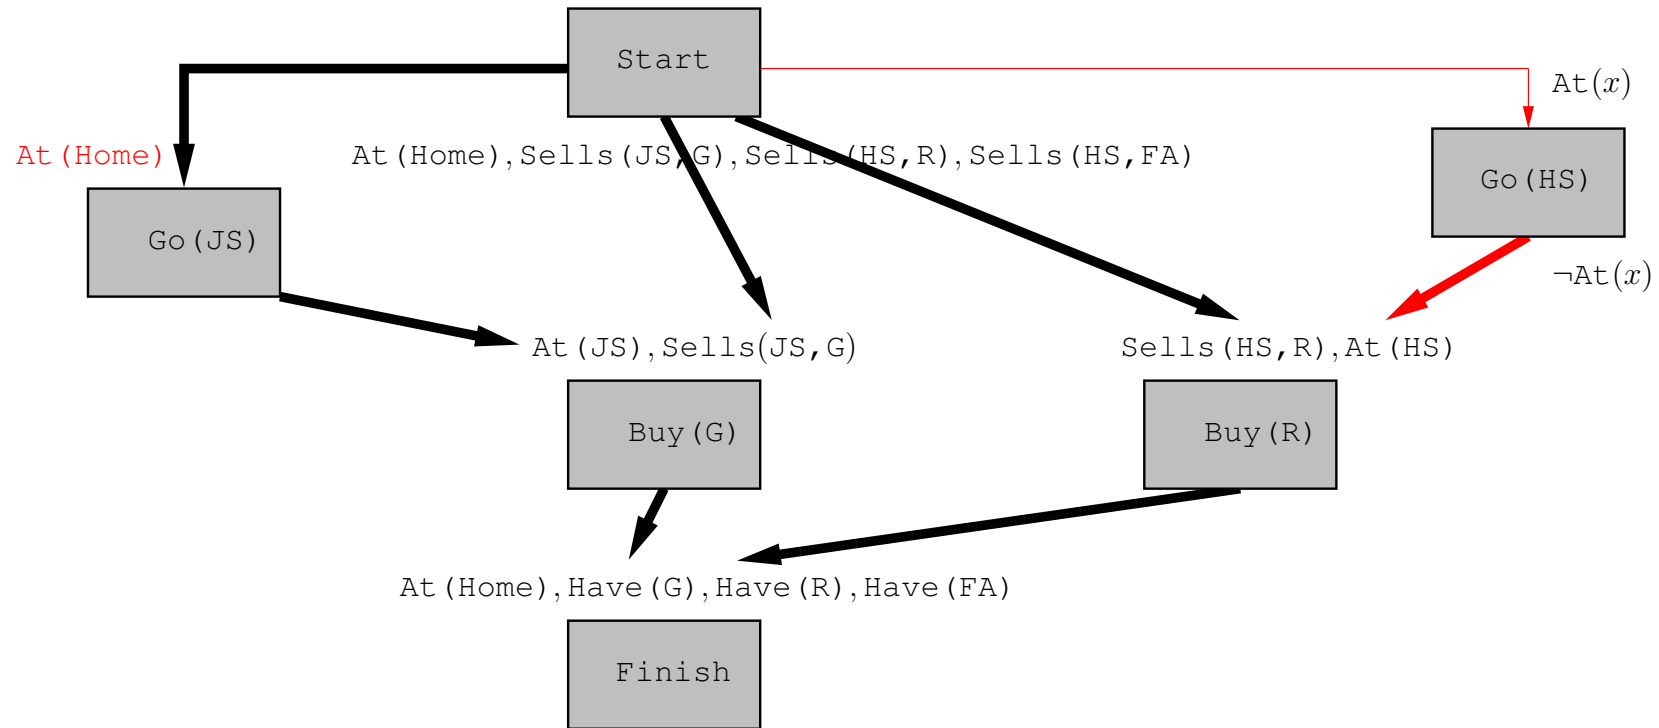 Start
At(x)
At(Home)
At(Home),Sells(JS,G),Sells(HS,R),Sells(HS,FA)
Go(HS)
Go(JS)
¬At(x)
At(JS),Sells(JS,G)
Sells(HS,R),At(HS)
Buy(G)
Buy(R)
At(Home),Have(G),Have(R),Have(FA)
Finish